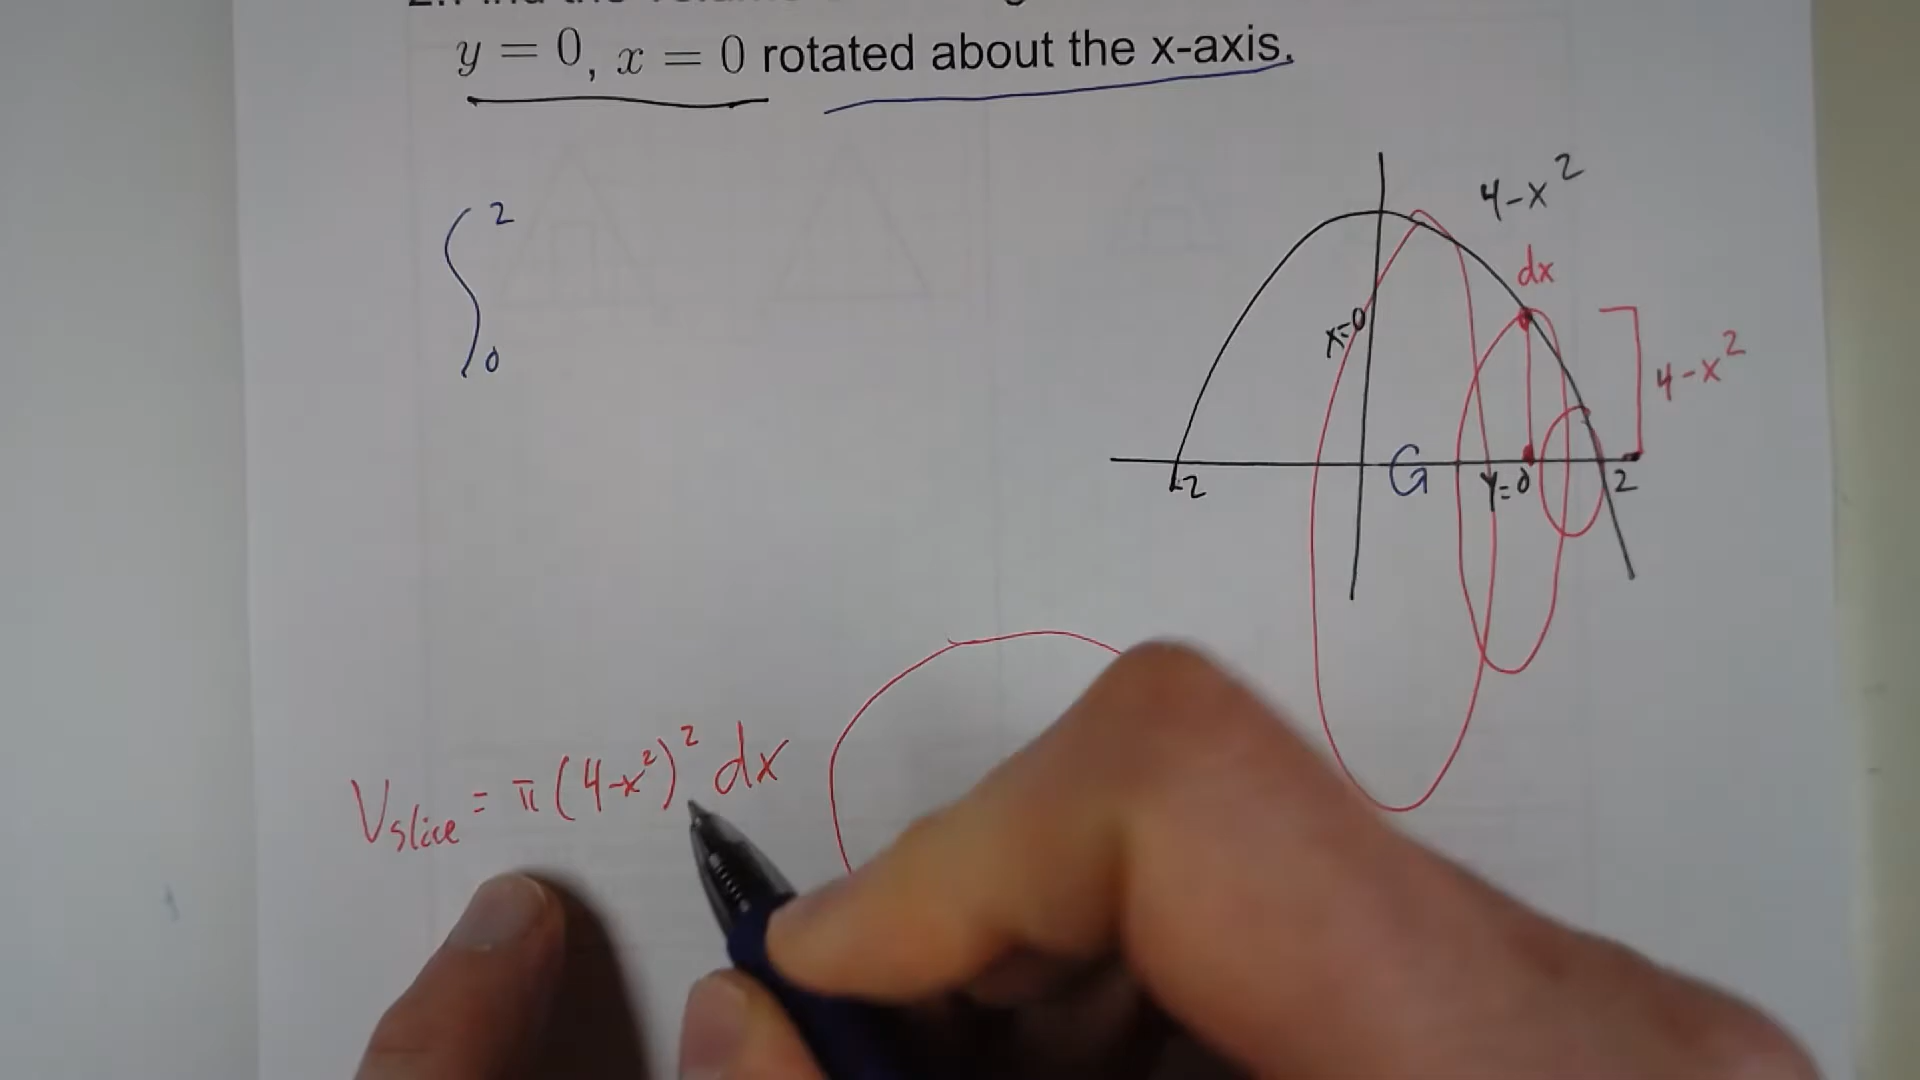 y = 0, x = 0 rotated about the x-axis.
∫ 2 0
4-x²
dx
x=0
4-x²
-2
G
y=0
2
V slice = π(4-x²)² dx